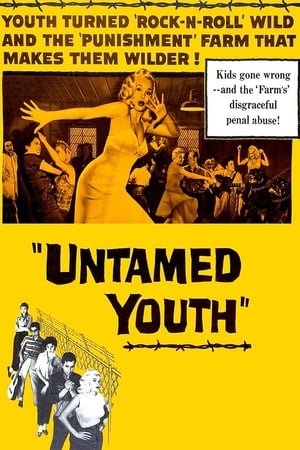 YOUTH TURNED 'ROCK-N-ROLL' WILD
AND THE 'PUNISHMENT' FARM THAT
MAKES THEM WILDER!
Kids gone wrong
--and the 'Farm's'
disgraceful
penal abuse!
"UNTAMED
YOUTH"